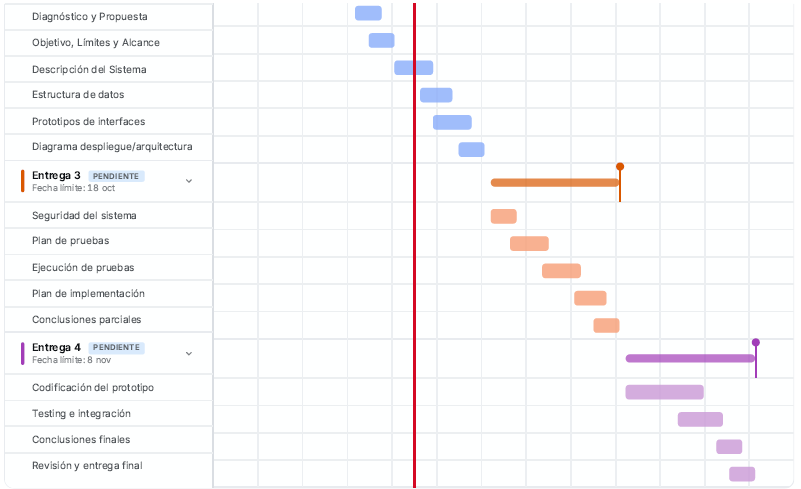 Diagnóstico y Propuesta
Objetivo, Límites y Alcance
Descripción del Sistema
Estructura de datos
Prototipos de interfaces
Diagrama despliegue/arquitectura
Entrega 3 PENDIENTE
Fecha límite: 18 oct
Seguridad del sistema
Plan de pruebas
Ejecución de pruebas
Plan de implementación
Conclusiones parciales
Entrega 4 PENDIENTE
Fecha límite: 8 nov
Codificación del prototipo
Testing e integración
Conclusiones finales
Revisión y entrega final